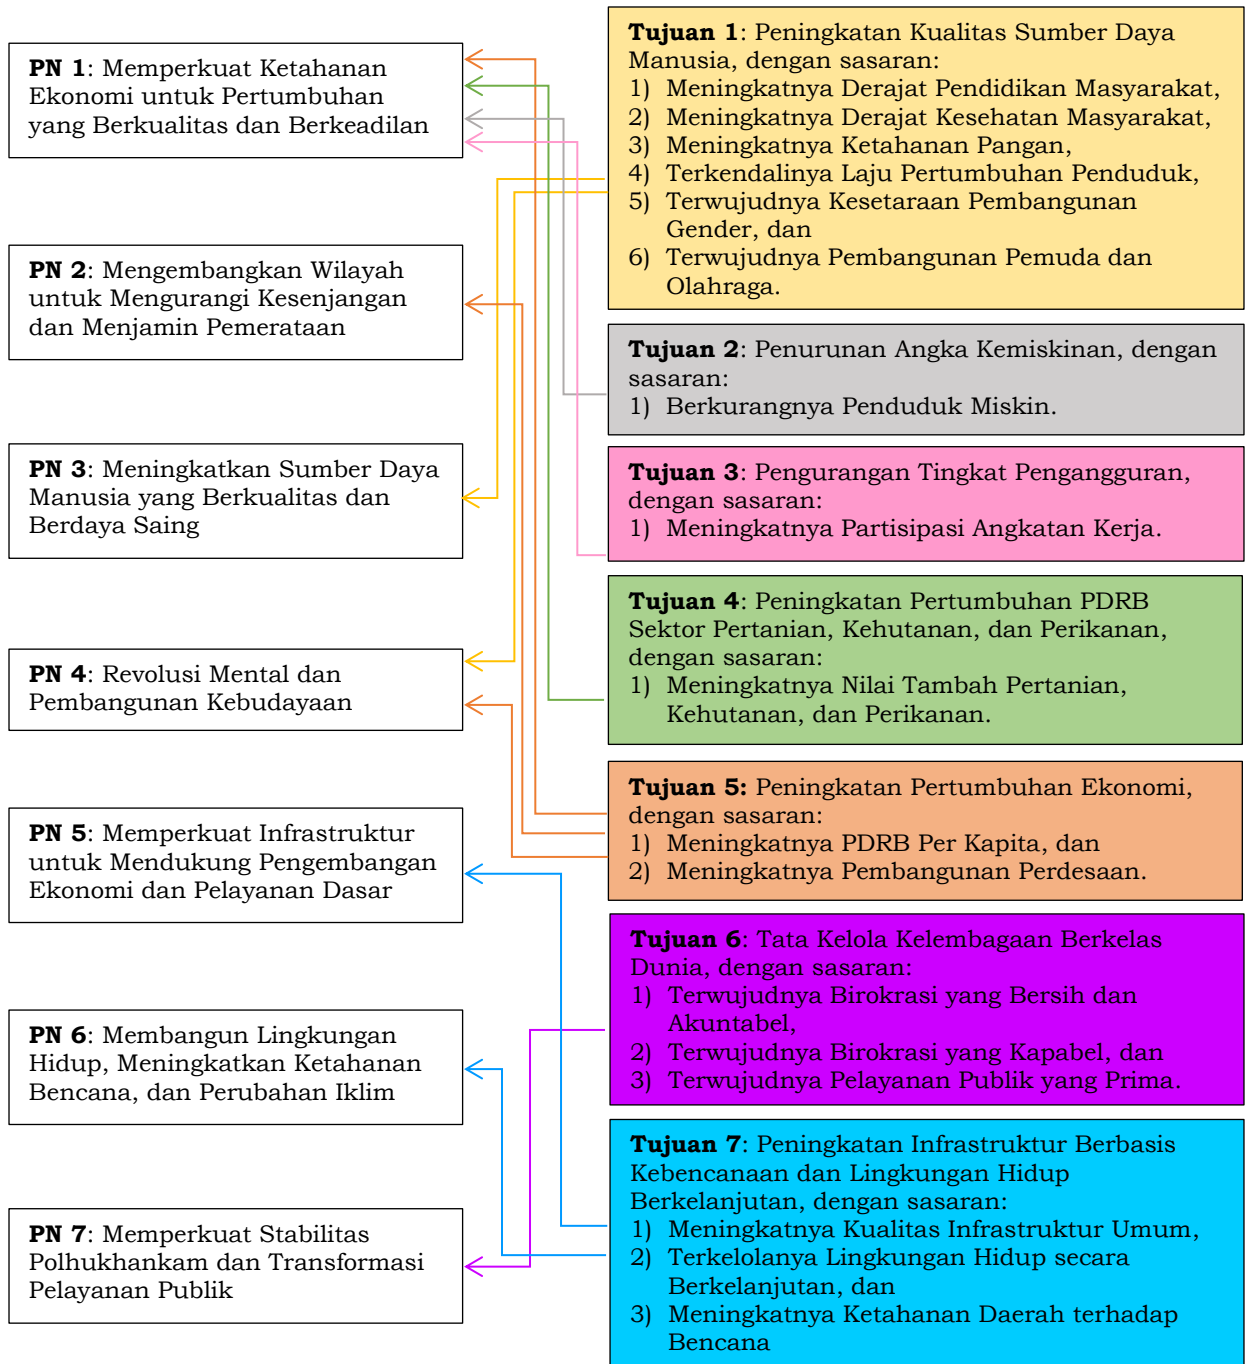 PN 1: Memperkuat Ketahanan
Ekonomi untuk Pertumbuhan
yang Berkualitas dan Berkeadilan
PN 2: Mengembangkan Wilayah
untuk Mengurangi Kesenjangan
dan Menjamin Pemerataan
PN 3: Meningkatkan Sumber Daya
Manusia yang Berkualitas dan
Berdaya Saing
PN 4: Revolusi Mental dan
Pembangunan Kebudayaan
PN 5: Memperkuat Infrastruktur
untuk Mendukung Pengembangan
Ekonomi dan Pelayanan Dasar
PN 6: Membangun Lingkungan
Hidup, Meningkatkan Ketahanan
Bencana, dan Perubahan Iklim
PN 7: Memperkuat Stabilitas
Polhukhankam dan Transformasi
Pelayanan Publik
Tujuan 1: Peningkatan Kualitas Sumber Daya
Manusia, dengan sasaran:
1) Meningkatnya Derajat Pendidikan Masyarakat,
2) Meningkatnya Derajat Kesehatan Masyarakat,
3) Meningkatnya Ketahanan Pangan,
4) Terkendalinya Laju Pertumbuhan Penduduk,
5) Terwujudnya Kesetaraan Pembangunan
Gender, dan
6) Terwujudnya Pembangunan Pemuda dan
Olahraga.
Tujuan 2: Penurunan Angka Kemiskinan, dengan
sasaran:
1) Berkurangnya Penduduk Miskin.
Tujuan 3: Pengurangan Tingkat Pengangguran,
dengan sasaran:
1) Meningkatnya Partisipasi Angkatan Kerja.
Tujuan 4: Peningkatan Pertumbuhan PDRB
Sektor Pertanian, Kehutanan, dan Perikanan,
dengan sasaran:
1) Meningkatnya Nilai Tambah Pertanian,
Kehutanan, dan Perikanan.
Tujuan 5: Peningkatan Pertumbuhan Ekonomi,
dengan sasaran:
1) Meningkatnya PDRB Per Kapita, dan
2) Meningkatnya Pembangunan Perdesaan.
Tujuan 6: Tata Kelola Kelembagaan Berkelas
Dunia, dengan sasaran:
1) Terwujudnya Birokrasi yang Bersih dan
Akuntabel,
2) Terwujudnya Birokrasi yang Kapabel, dan
3) Terwujudnya Pelayanan Publik yang Prima.
Tujuan 7: Peningkatan Infrastruktur Berbasis
Kebencanaan dan Lingkungan Hidup
Berkelanjutan, dengan sasaran:
1) Meningkatnya Kualitas Infrastruktur Umum,
2) Terkelolanya Lingkungan Hidup secara
Berkelanjutan, dan
3) Meningkatnya Ketahanan Daerah terhadap
Bencana